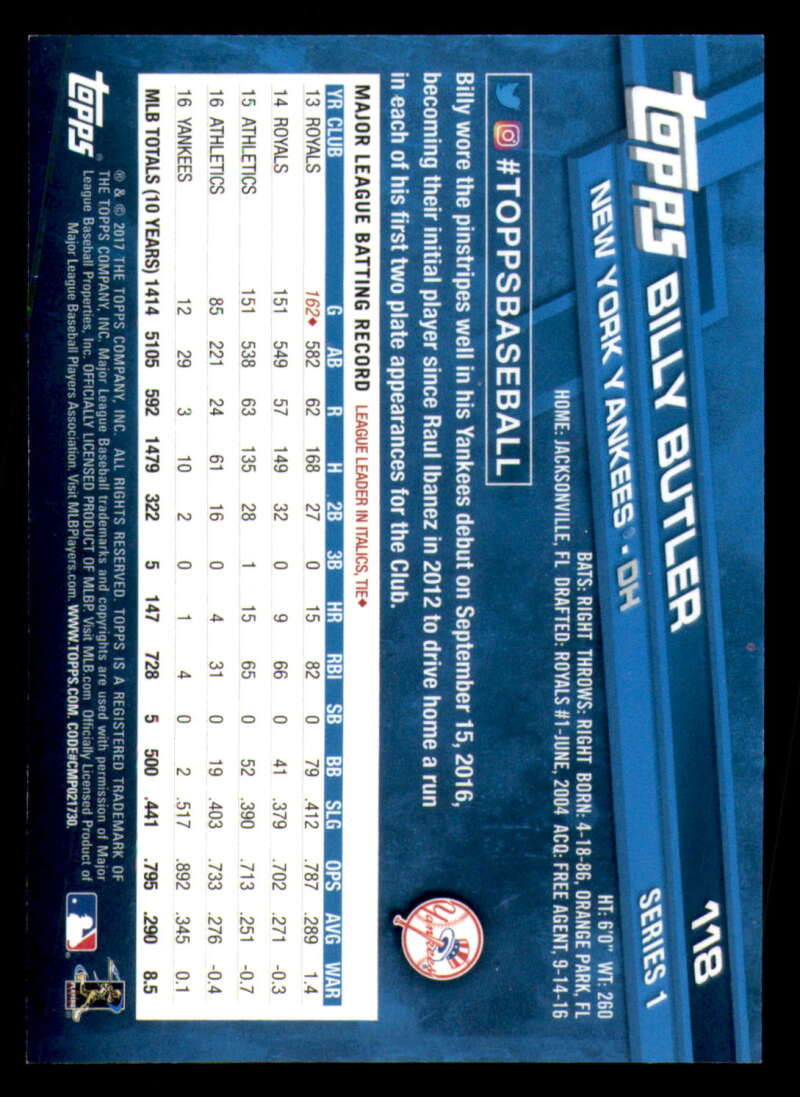 topps
BILLY BUTLER
118
NEW YORK YANKEES® • DH
SERIES 1
HT: 6'0" WT: 260
BATS: RIGHT THROWS: RIGHT BORN: 4-18-86, ORANGE PARK, FL
HOME: JACKSONVILLE, FL DRAFTED: ROYALS #1-JUNE, 2004 ACQ: FREE AGENT, 9-14-16
#TOPPSBASEBALL
Billy wore the pinstripes well in his Yankees debut on September 15, 2016,
becoming their initial player since Raul Ibanez in 2012 to drive home a run
in each of his first two plate appearances for the Club.
Yankees
MAJOR LEAGUE BATTING RECORD LEAGUE LEADER IN ITALICS, TIE♦
YR CLUB G AB R H 2B 3B HR RBI SB BB SLG OPS AVG WAR
13 ROYALS 162♦ 582 62 168 27 0 15 82 0 79 .412 .787 .289 1.4
14 ROYALS 151 549 57 149 32 0 9 66 0 41 .379 .702 .271 -0.3
15 ATHLETICS 151 538 63 135 28 1 15 65 0 52 .390 .713 .251 -0.7
16 ATHLETICS 85 221 24 61 16 0 4 31 0 19 .403 .733 .276 -0.4
16 YANKEES 12 29 3 10 2 0 1 4 0 2 .517 .892 .345 0.1
MLB TOTALS (10 YEARS) 1414 5105 592 1479 322 5 147 728 5 500 .441 .795 .290 8.5
topps®
® & © 2017 THE TOPPS COMPANY, INC. ALL RIGHTS RESERVED. TOPPS IS A REGISTERED TRADEMARK OF
THE TOPPS COMPANY, INC. Major League Baseball trademarks and copyrights are used with permission of Major
League Baseball Properties, Inc. OFFICIALLY LICENSED PRODUCT OF MLBP. Visit MLB.com Officially Licensed Product of
Major League Baseball Players Association. Visit MLBPlayers.com. WWW.TOPPS.COM. CODE#CMP021730.